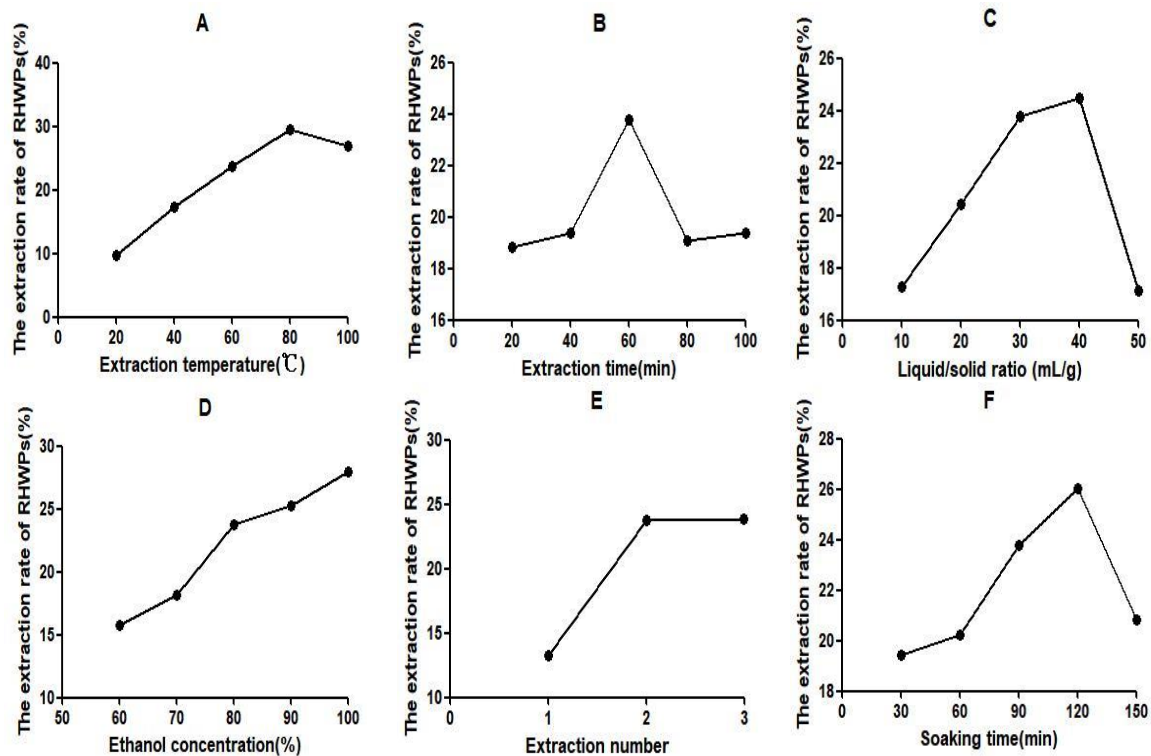 A
The extraction rate of RHWPs(%)
40
30
20
10
0
0 20 40 60 80 100
Extraction temperature(℃)
B
The extraction rate of RHWPs(%)
26
24
22
20
18
16
0 20 40 60 80 100
Extraction time(min)
C
The extraction rate of RHWPs(%)
26
24
22
20
18
16
0 10 20 30 40 50
Liquid/solid ratio (mL/g)
D
The extraction rate of RHWPs(%)
30
25
20
15
10
50 60 70 80 90 100
Ethanol concentration(%)
E
The extraction rate of RHWPs(%)
30
25
20
15
10
0 1 2 3
Extraction number
F
The extraction rate of RHWPs(%)
28
26
24
22
20
18
0 30 60 90 120 150
Soaking time(min)